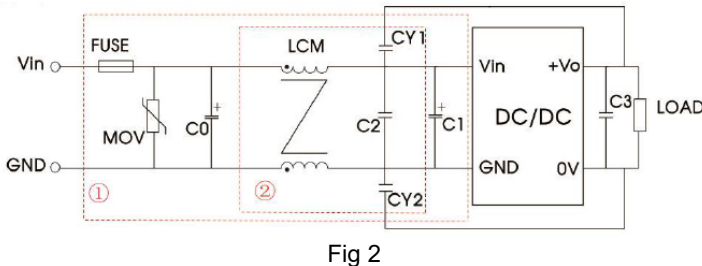 FUSE
LCM
CY1
Vin
Vin
+Vo
MOV
C0
+
C2
+
C1
DC/DC
C3
LOAD
GND
GND
0V
①
②
CY2
Fig 2